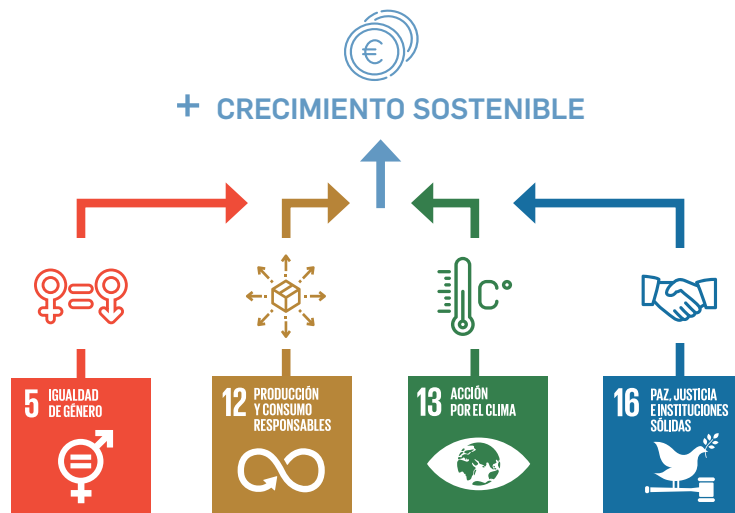 €
+ CRECIMIENTO SOSTENIBLE
C°
5 IGUALDAD
DE GÉNERO
12 PRODUCCIÓN
Y CONSUMO
RESPONSABLES
13 ACCIÓN
POR EL CLIMA
16 PAZ, JUSTICIA
E INSTITUCIONES
SÓLIDAS